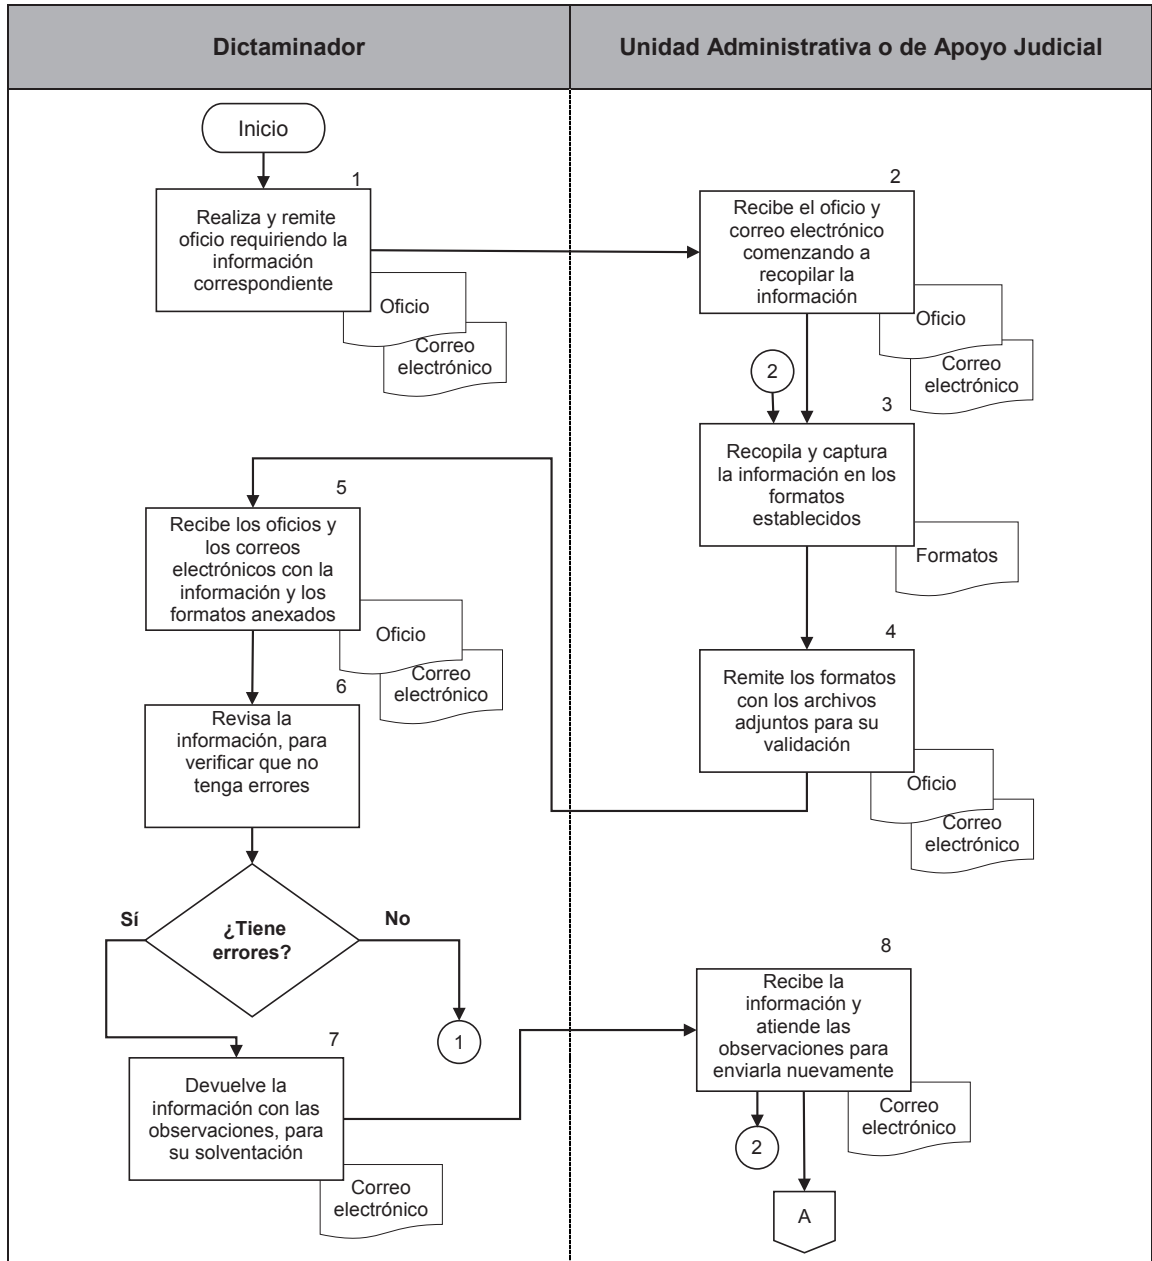 Dictaminador
Unidad Administrativa o de Apoyo Judicial
Inicio
1
Realiza y remite
oficio requiriendo la
información
correspondiente
Oficio
Correo
electrónico
2
Recibe el oficio y
correo electrónico
comenzando a
recopilar la
información
Oficio
Correo
electrónico
2
3
Recopila y captura
la información en los
formatos
establecidos
Formatos
4
Remite los formatos
con los archivos
adjuntos para su
validación
Oficio
Correo
electrónico
5
Recibe los oficios y
los correos
electrónicos con la
información y los
formatos anexados
Oficio
Correo
electrónico
6
Revisa la
información, para
verificar que no
tenga errores
¿Tiene
errores?
Sí
No
1
7
Devuelve la
información con las
observaciones, para
su solventación
Correo
electrónico
8
Recibe la
información y
atiende las
observaciones para
enviarla nuevamente
Correo
electrónico
2
A